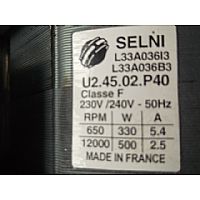 SELNI
L33A036I3
L33A036B3
U2.45.02.P40
Classe F
230V /240V - 50Hz
RPM W A
650 330 5.4
12000 500 2.5
MADE IN FRANCE